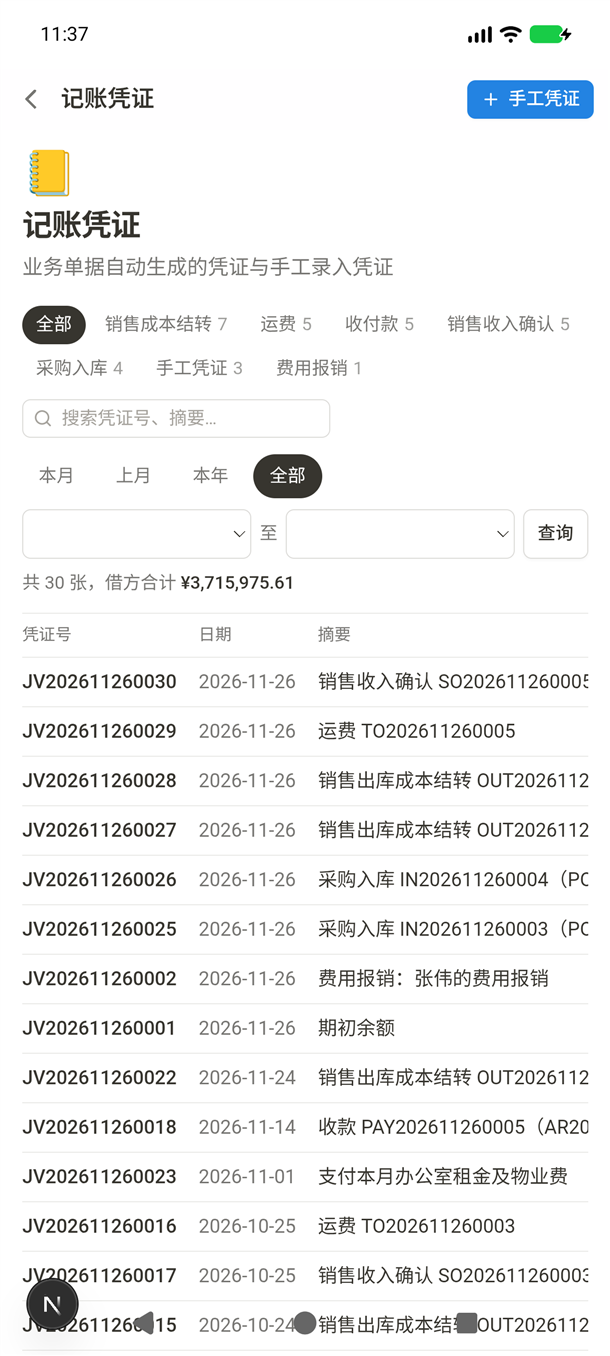 11:37
记账凭证
+ 手工凭证
记账凭证
业务单据自动生成的凭证与手工录入凭证
全部 销售成本结转 7 运费 5 收付款 5 销售收入确认 5
采购入库 4 手工凭证 3 费用报销 1
搜索凭证号、摘要...
本月 上月 本年 全部
至 查询
共 30 张，借方合计 ¥3,715,975.61
凭证号 日期 摘要
JV202611260030 2026-11-26 销售收入确认 SO202611260005
JV202611260029 2026-11-26 运费 TO202611260005
JV202611260028 2026-11-26 销售出库成本结转 OUT2026112
JV202611260027 2026-11-26 销售出库成本结转 OUT2026112
JV202611260026 2026-11-26 采购入库 IN202611260004（PO
JV202611260025 2026-11-26 采购入库 IN202611260003（PO
JV202611260002 2026-11-26 费用报销：张伟的费用报销
JV202611260001 2026-11-26 期初余额
JV202611260022 2026-11-24 销售出库成本结转 OUT2026112
JV202611260018 2026-11-14 收款 PAY202611260005（AR20
JV202611260023 2026-11-01 支付本月办公室租金及物业费
JV202611260016 2026-10-25 运费 TO202611260003
JV202611260017 2026-10-25 销售收入确认 SO202611260003
2026-10-24 销售出库成本结 OUT2026112
N